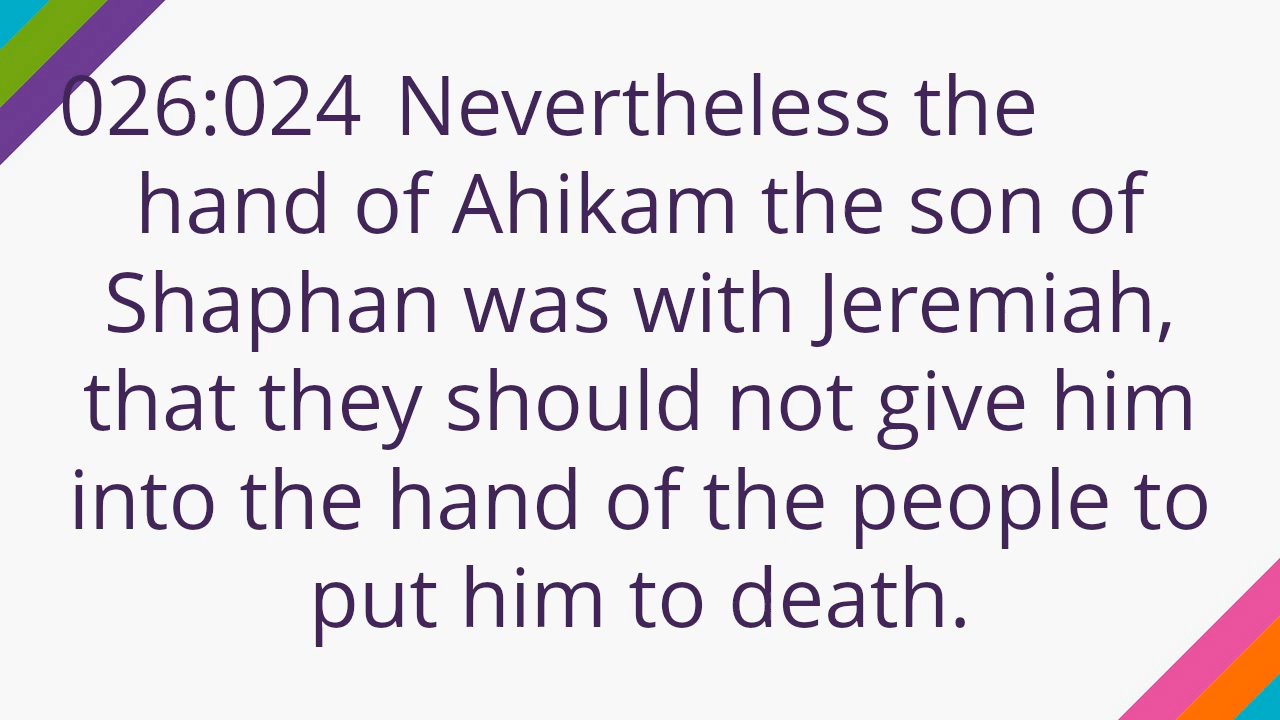 026:024 Nevertheless the
hand of Ahikam the son of
Shaphan was with Jeremiah,
that they should not give him
into the hand of the people to
put him to death.